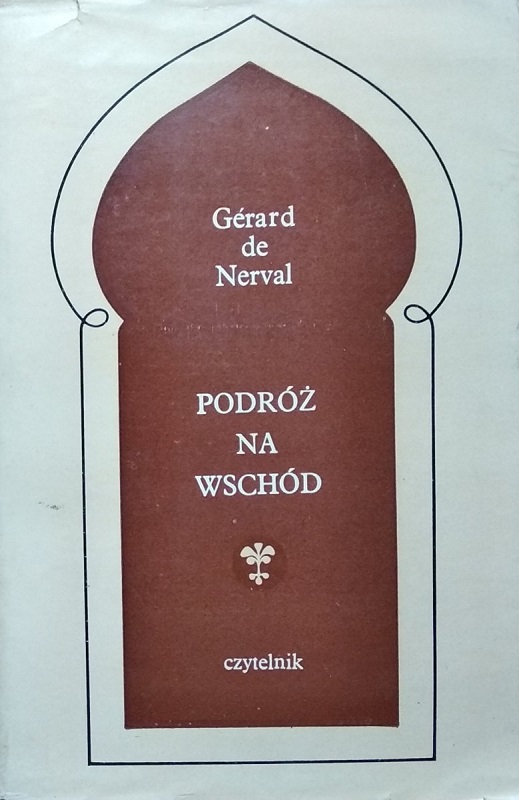 Gérard
de
Nerval
PODRÓŻ
NA
WSCHÓD
czytelnik